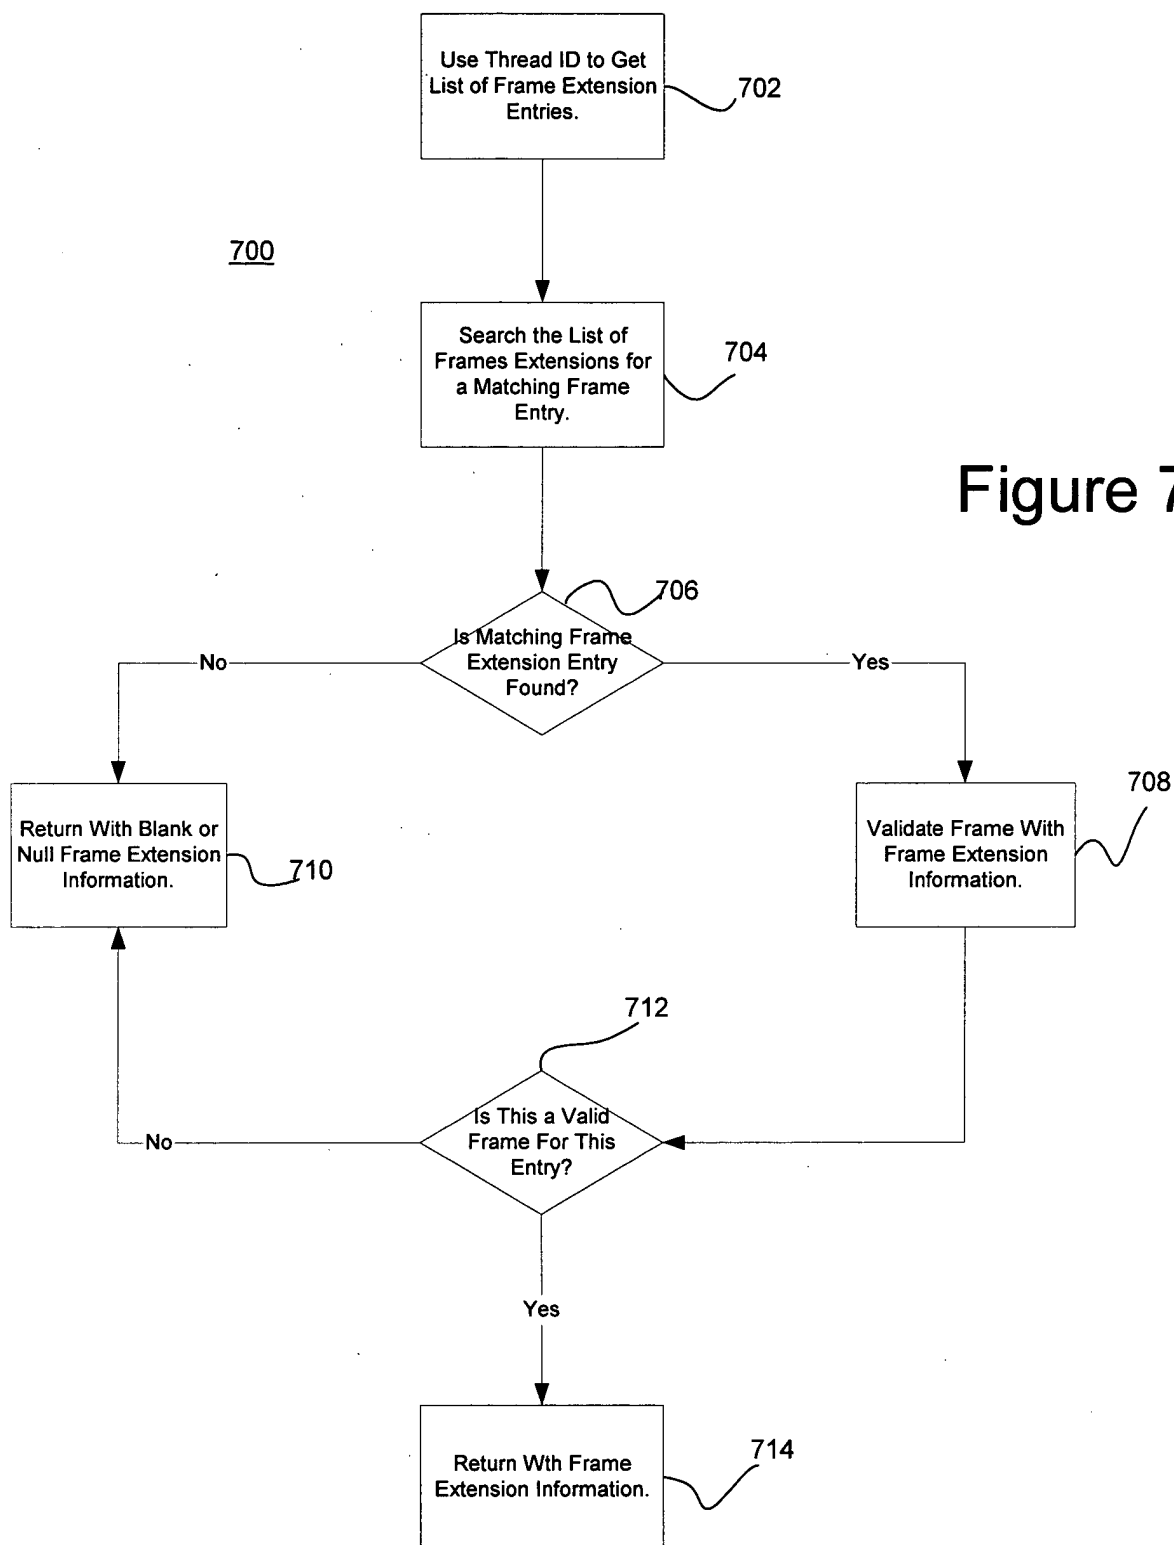 Use Thread ID to Get
List of Frame Extension
Entries.
702
700
Search the List of
Frames Extensions for
a Matching Frame
Entry.
704
Figure 7
706
Is Matching Frame
Extension Entry
Found?
No
Yes
Return With Blank or
Null Frame Extension
Information.
710
Validate Frame With
Frame Extension
Information.
708
712
Is This a Valid
Frame For This
Entry?
No
Yes
Return Wth Frame
Extension Information.
714